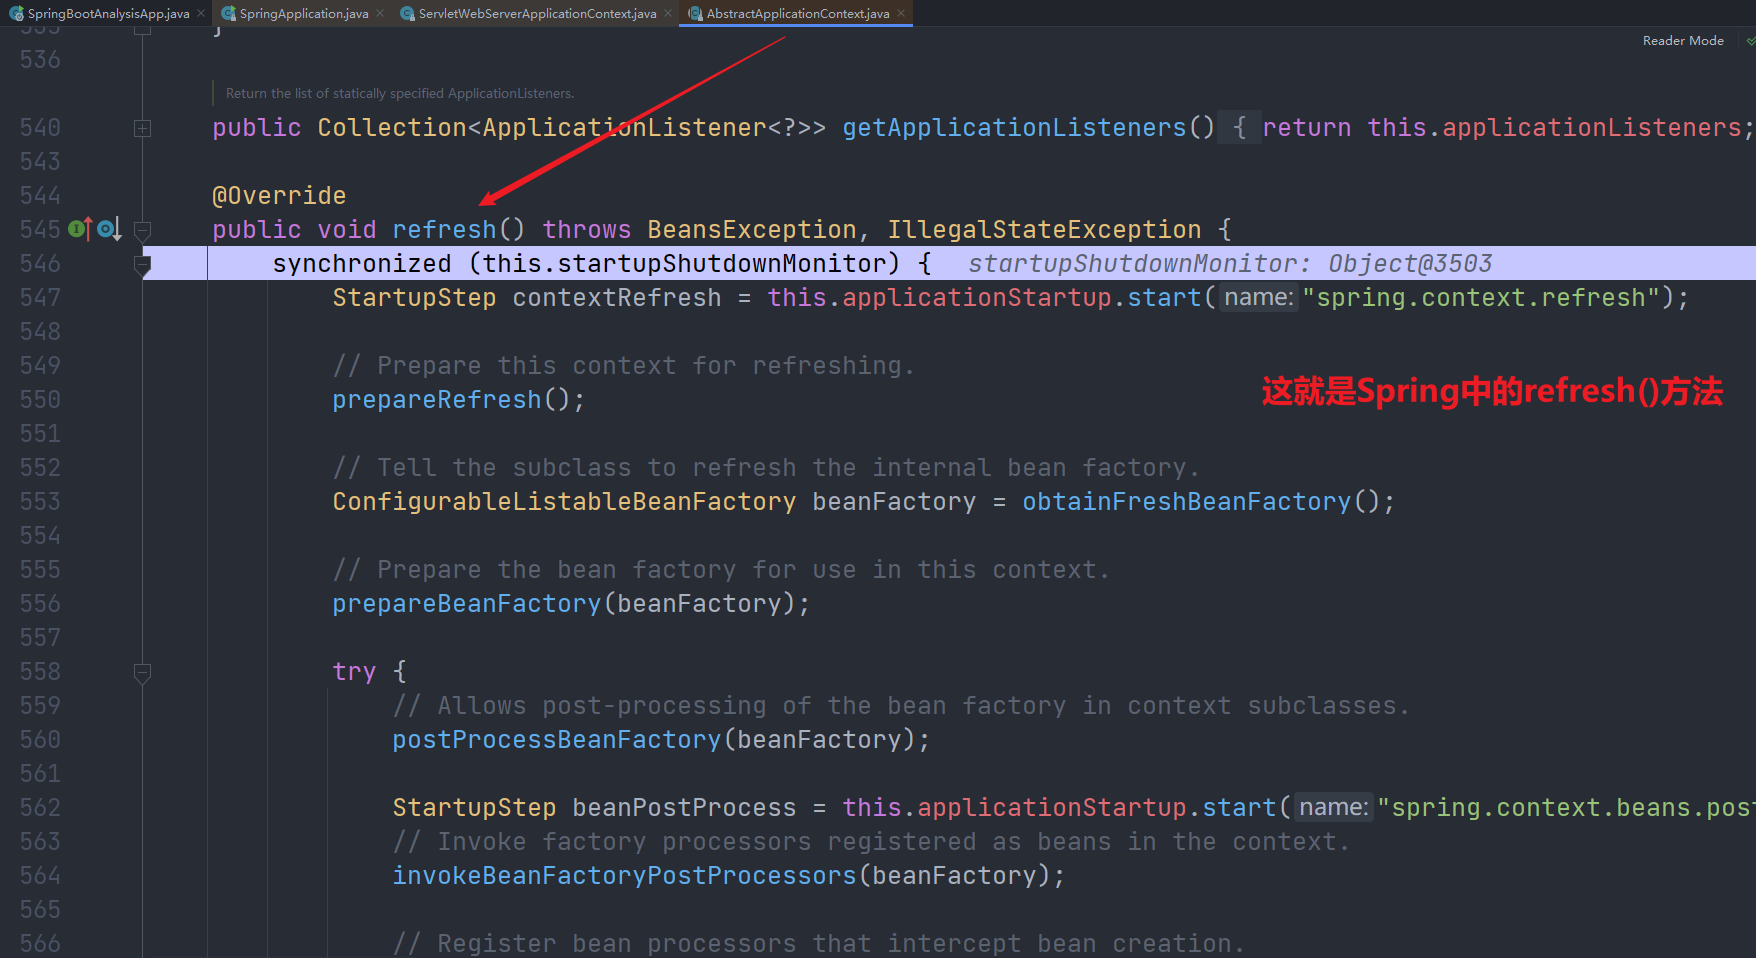 SpringBootAnalysisApp.java SpringApplication.java ServletWebServerApplicationContext.java AbstractApplicationContext.java
535 }
Reader Mode
536
Return the list of statically specified ApplicationListeners.
540 public Collection<ApplicationListener<?>> getApplicationListeners() { return this.applicationListeners;
543
544 @Override
545 public void refresh() throws BeansException, IllegalStateException {
546 synchronized (this.startupShutdownMonitor) { startupShutdownMonitor: Object@3503
547 StartupStep contextRefresh = this.applicationStartup.start( name: "spring.context.refresh");
548
549 // Prepare this context for refreshing.
这就是Spring中的refresh()方法
550 prepareRefresh();
551
552 // Tell the subclass to refresh the internal bean factory.
553 ConfigurableListableBeanFactory beanFactory = obtainFreshBeanFactory();
554
555 // Prepare the bean factory for use in this context.
556 prepareBeanFactory(beanFactory);
557
558 try {
559 // Allows post-processing of the bean factory in context subclasses.
560 postProcessBeanFactory(beanFactory);
561
562 StartupStep beanPostProcess = this.applicationStartup.start( name: "spring.context.beans.pos
563 // Invoke factory processors registered as beans in the context.
564 invokeBeanFactoryPostProcessors(beanFactory);
565
566 // Register bean processors that intercept bean creation.